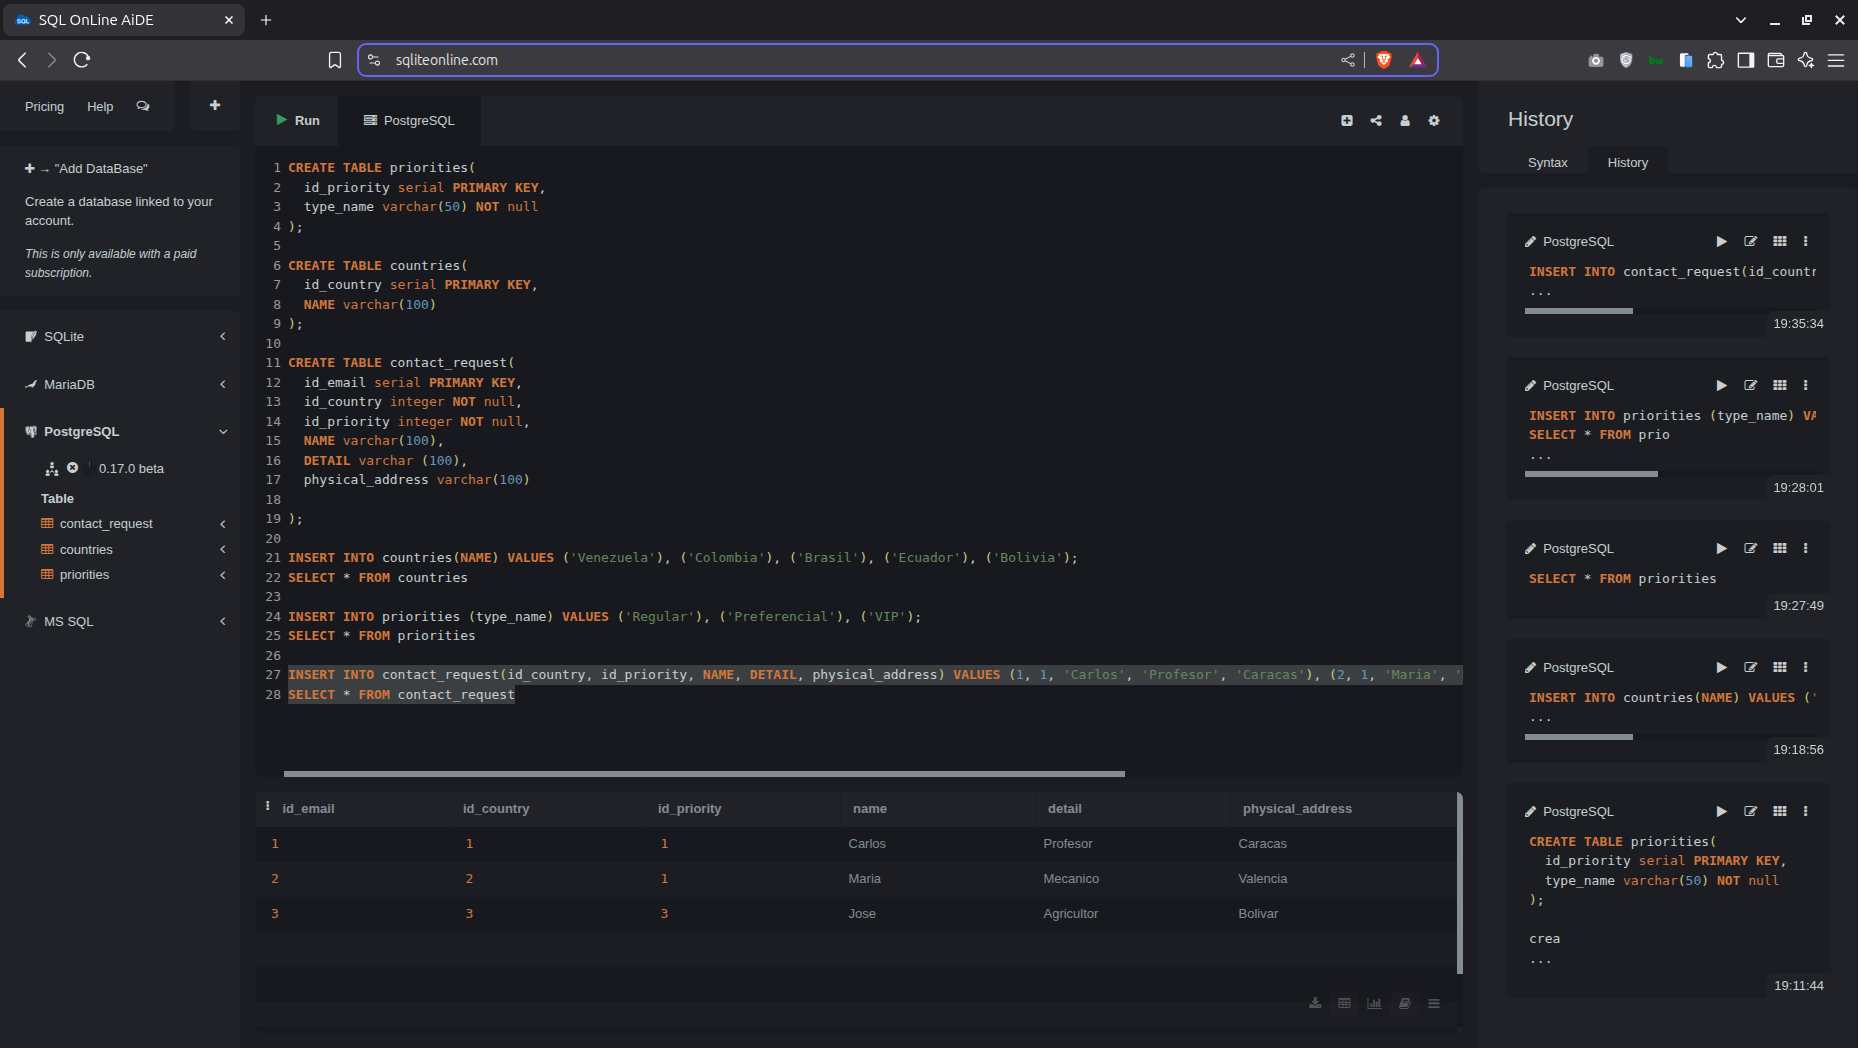 SQL OnLine AiDE
sqliteonline.com
Pricing Help
→ "Add DataBase"
Create a database linked to your
account.
This is only available with a paid
subscription.
SQLite
MariaDB
PostgreSQL
0.17.0 beta
Table
contact_request
countries
priorities
MS SQL
Run PostgreSQL
1 CREATE TABLE priorities(
2 id_priority serial PRIMARY KEY,
3 type_name varchar(50) NOT null
4 );
5
6 CREATE TABLE countries(
7 id_country serial PRIMARY KEY,
8 NAME varchar(100)
9 );
10
11 CREATE TABLE contact_request(
12 id_email serial PRIMARY KEY,
13 id_country integer NOT null,
14 id_priority integer NOT null,
15 NAME varchar(100),
16 DETAIL varchar (100),
17 physical_address varchar(100)
18
19 );
20
21 INSERT INTO countries(NAME) VALUES ('Venezuela'), ('Colombia'), ('Brasil'), ('Ecuador'), ('Bolivia');
22 SELECT * FROM countries
23
24 INSERT INTO priorities (type_name) VALUES ('Regular'), ('Preferencial'), ('VIP');
25 SELECT * FROM priorities
26
27 INSERT INTO contact_request(id_country, id_priority, NAME, DETAIL, physical_address) VALUES (1, 1, 'Carlos', 'Profesor', 'Caracas'), (2, 1, 'Maria', '
28 SELECT * FROM contact_request
id_email id_country id_priority name detail physical_address
1 1 1 Carlos Profesor Caracas
2 2 1 Maria Mecanico Valencia
3 3 3 Jose Agricultor Bolivar
History
Syntax History
PostgreSQL
INSERT INTO contact_request(id_countr
...
19:35:34
PostgreSQL
INSERT INTO priorities (type_name) VA
SELECT * FROM prio
...
19:28:01
PostgreSQL
SELECT * FROM priorities
19:27:49
PostgreSQL
INSERT INTO countries(NAME) VALUES ('
...
19:18:56
PostgreSQL
CREATE TABLE priorities(
id_priority serial PRIMARY KEY,
type_name varchar(50) NOT null
);
crea
...
19:11:44